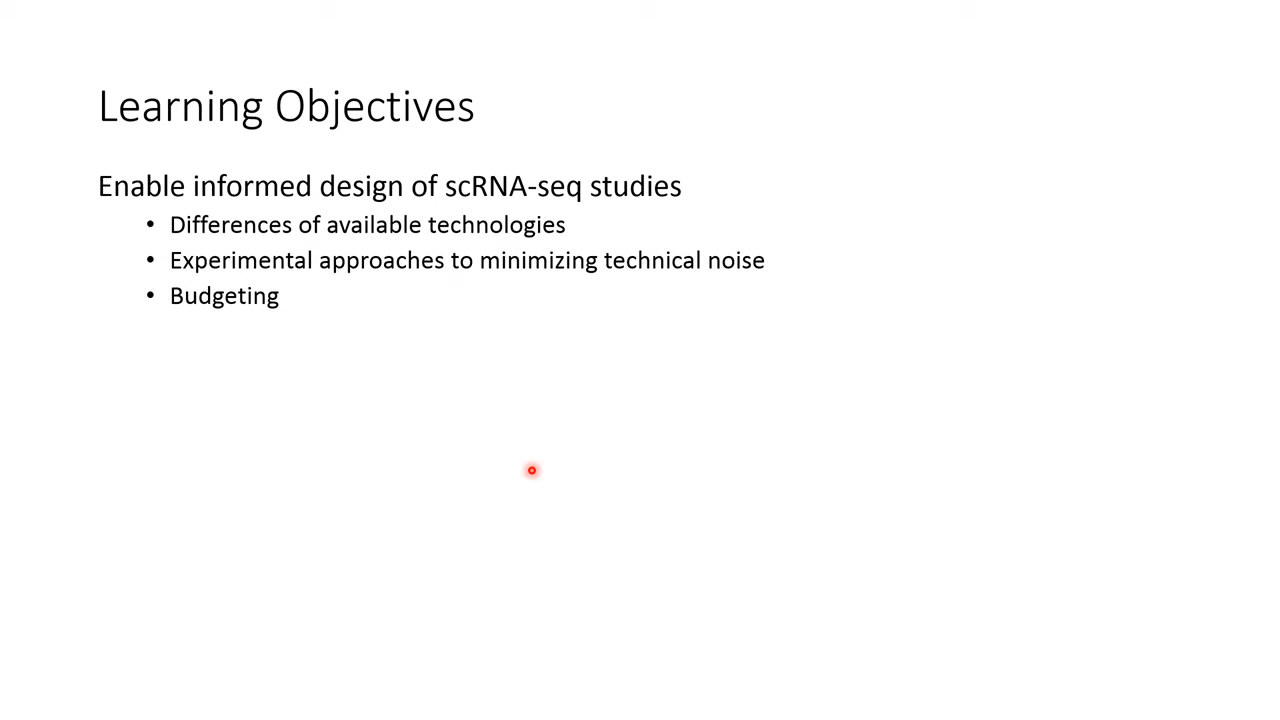 Learning Objectives
Enable informed design of scRNA-seq studies
• Differences of available technologies
• Experimental approaches to minimizing technical noise
• Budgeting